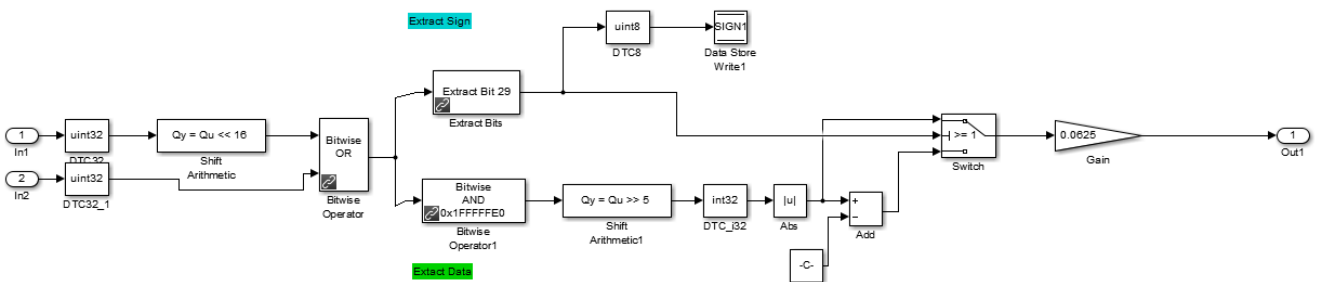 Extract Sign
uint8
DTC8
SIGN1
Data Store
Write1
Extract Bit 29
Extract Bits
1
In1
uint32
DTC32
Qy = Qu << 16
Shift
Arithmetic
2
In2
uint32
DTC32_1
Bitwise
OR
Bitwise
Operator
Bitwise
AND
0x1FFFFFE0
Bitwise
Operator1
Qy = Qu >> 5
Shift
Arithmetic1
int32
DTC_i32
|u|
Abs
+
−
Add
-C-
>= 1
Switch
0.0625
Gain
1
Out1
Extact Data